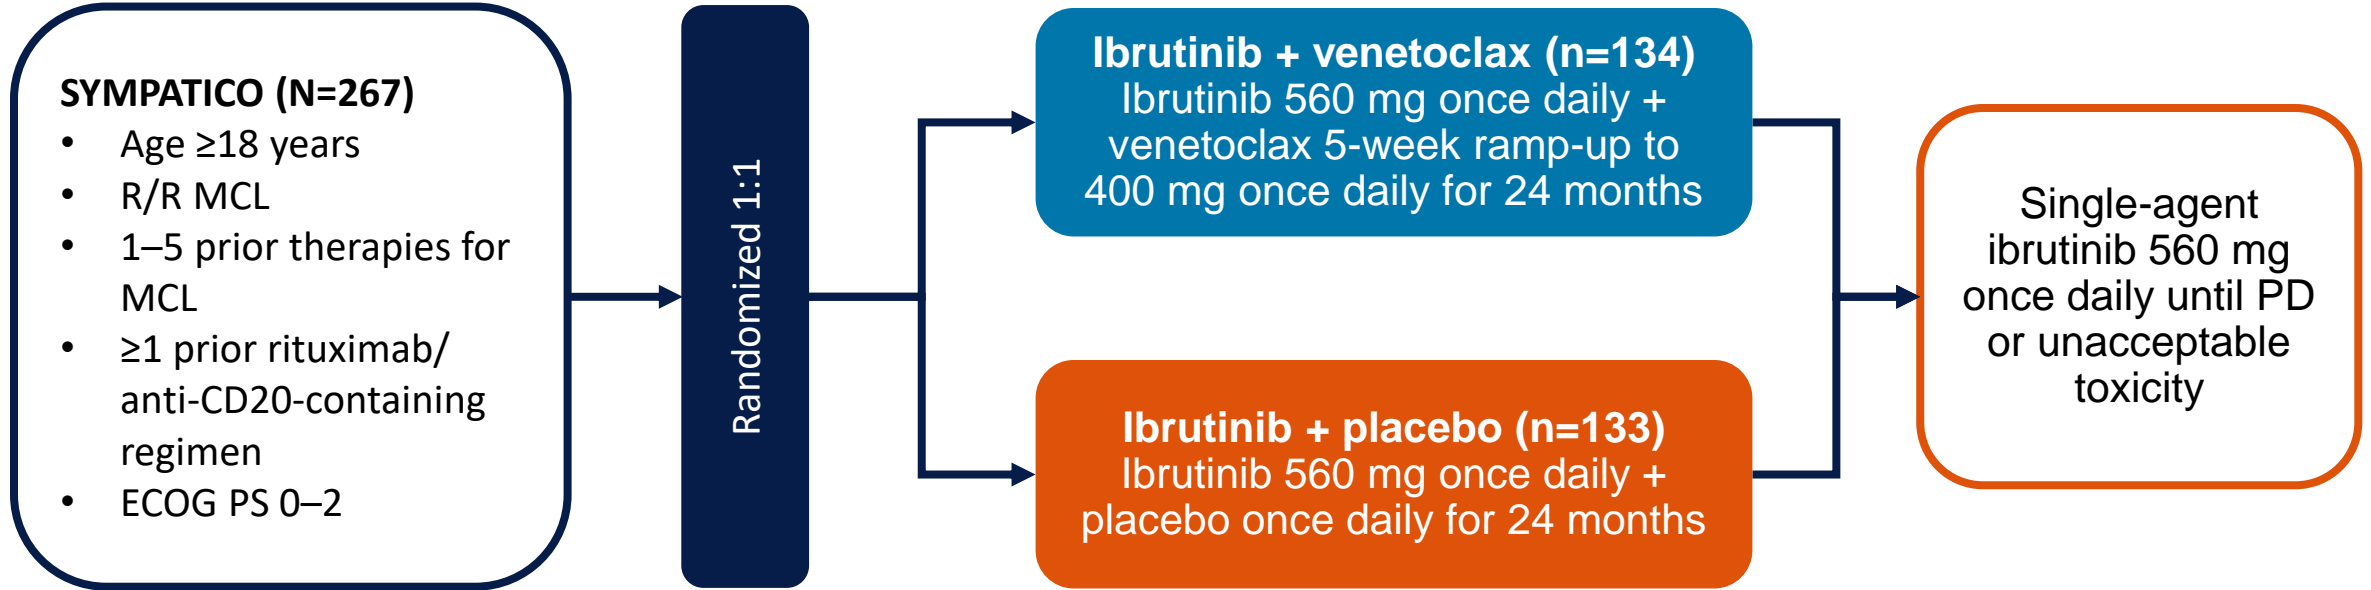 SYMPATICO (N=267)
• Age ≥18 years
• R/R MCL
• 1–5 prior therapies for
MCL
• ≥1 prior rituximab/
anti-CD20-containing
regimen
• ECOG PS 0–2
Randomized 1:1
Ibrutinib + venetoclax (n=134)
Ibrutinib 560 mg once daily +
venetoclax 5-week ramp-up to
400 mg once daily for 24 months
Ibrutinib + placebo (n=133)
Ibrutinib 560 mg once daily +
placebo once daily for 24 months
Single-agent
ibrutinib 560 mg
once daily until PD
or unacceptable
toxicity